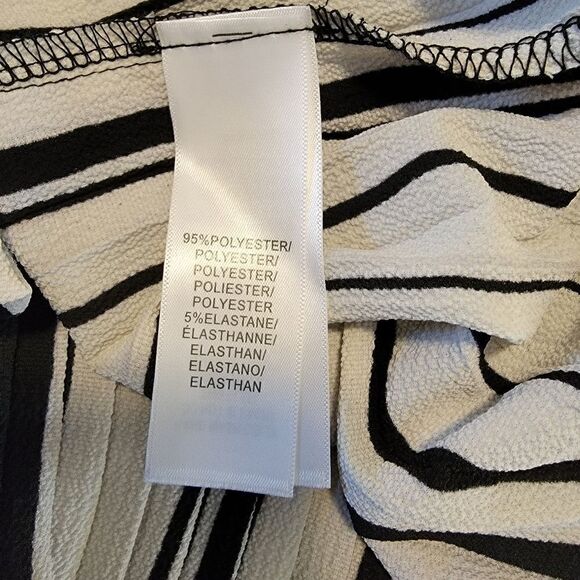 95%POLYESTER/
POLYESTER/
POLYESTER/
POLIESTER/
POLYESTER
5%ELASTANE/
ÉLASTHANNE/
ELASTHAN/
ELASTANO/
ELASTHAN